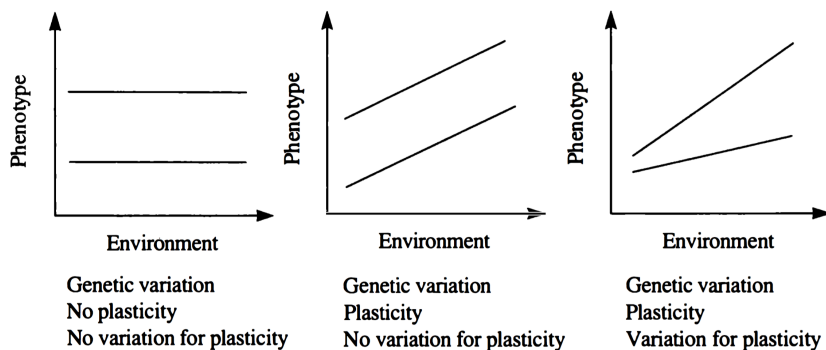 Phenotype
Environment
Genetic variation
No plasticity
No variation for plasticity
Phenotype
Environment
Genetic variation
Plasticity
No variation for plasticity
Phenotype
Environment
Genetic variation
Plasticity
Variation for plasticity